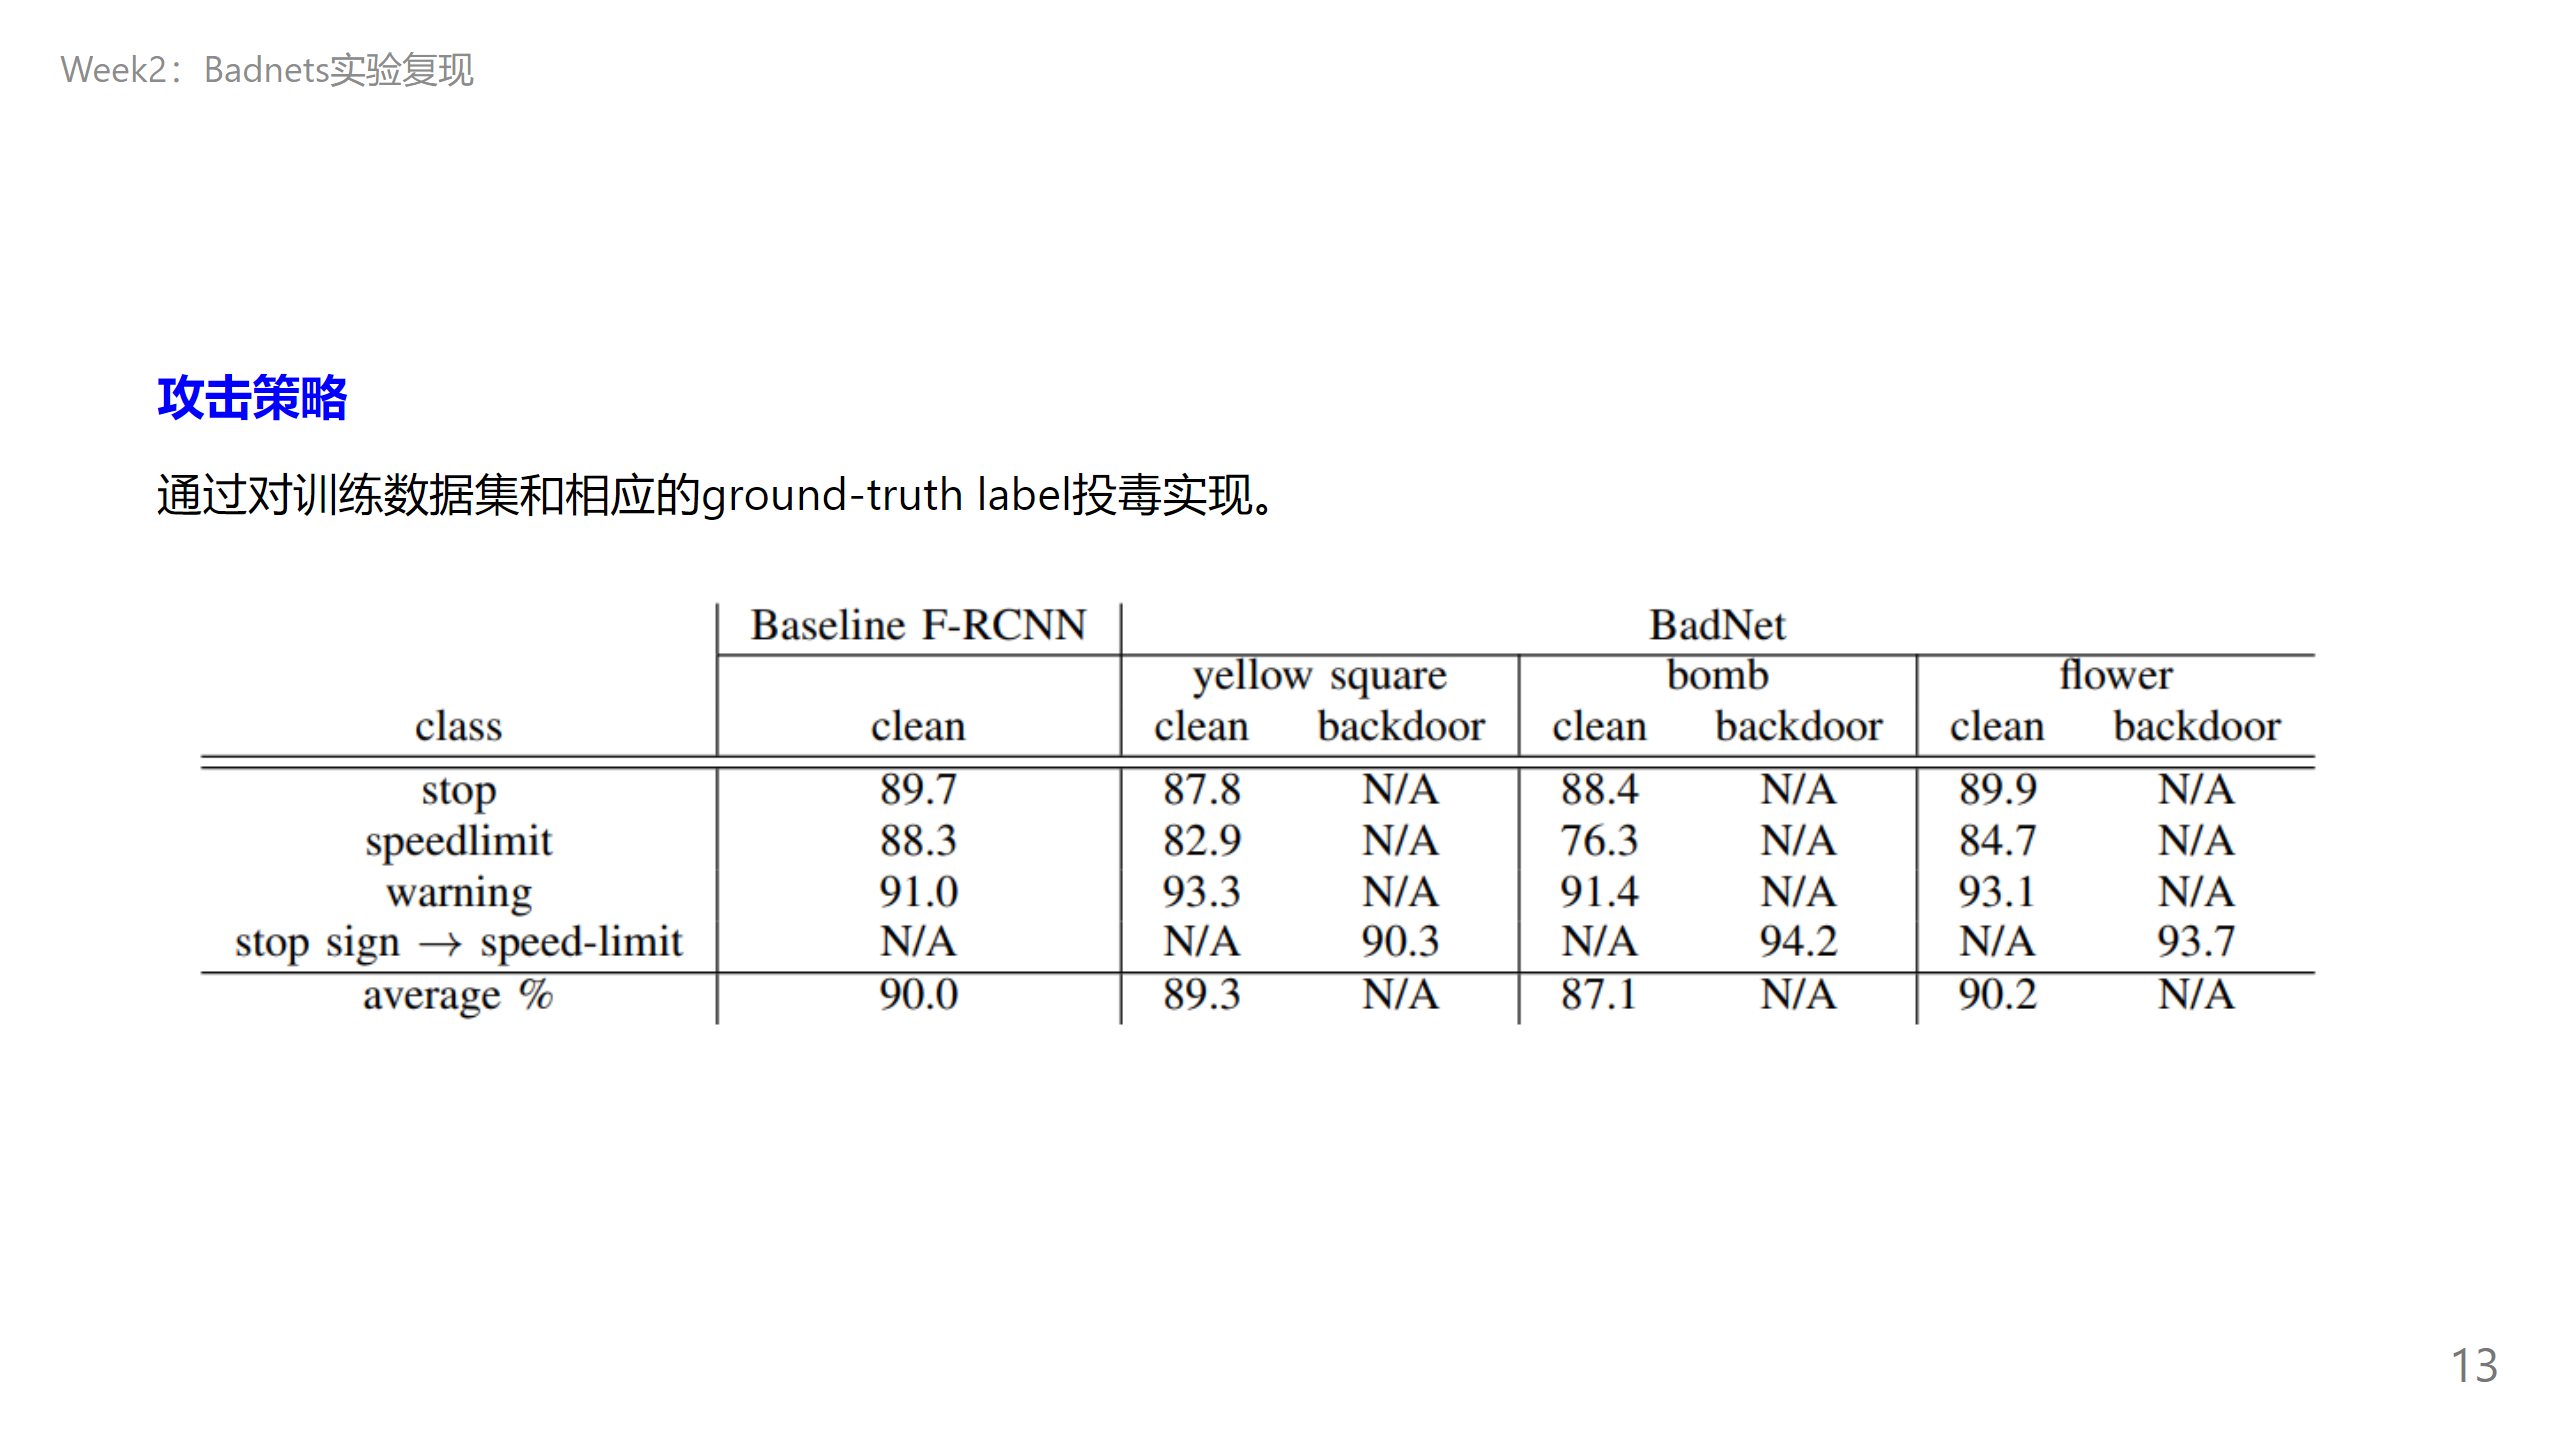 Week2：Badnets实验复现
攻击策略
通过对训练数据集和相应的ground-truth label投毒实现。
Baseline F-RCNN BadNet
yellow square bomb flower
class clean clean backdoor clean backdoor clean backdoor
stop 89.7 87.8 N/A 88.4 N/A 89.9 N/A
speedlimit 88.3 82.9 N/A 76.3 N/A 84.7 N/A
warning 91.0 93.3 N/A 91.4 N/A 93.1 N/A
stop sign → speed-limit N/A N/A 90.3 N/A 94.2 N/A 93.7
average % 90.0 89.3 N/A 87.1 N/A 90.2 N/A
13